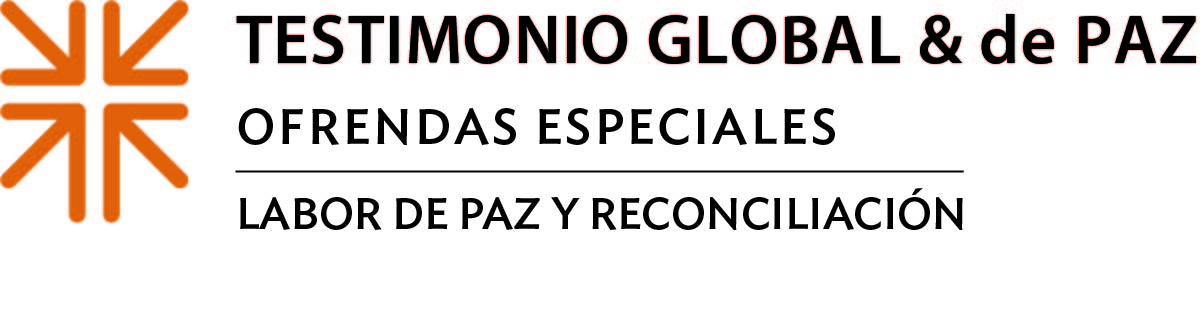 TESTIMONIO GLOBAL & de PAZ
OFRENDAS ESPECIALES
LABOR DE PAZ Y RECONCILIACIÓN